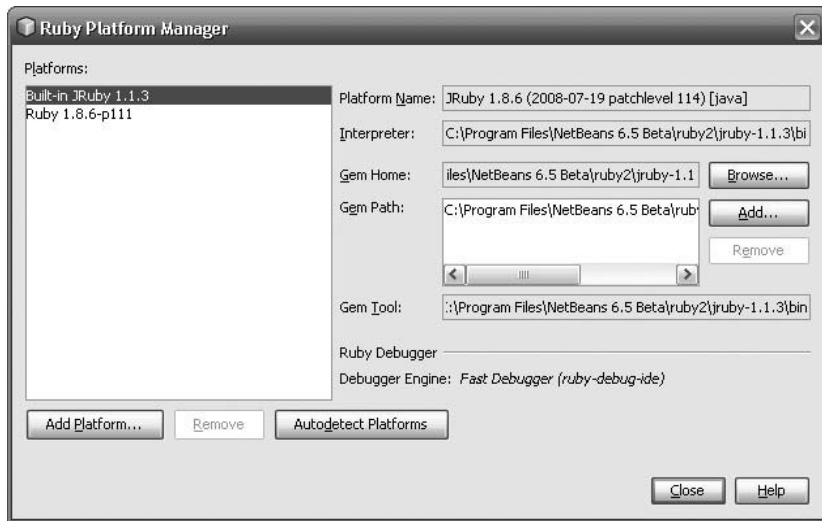 Ruby Platform Manager
Platforms:
Built-in JRuby 1.1.3
Ruby 1.8.6-p111
Platform Name: JRuby 1.8.6 (2008-07-19 patchlevel 114) [java]
Interpreter: C:\Program Files\NetBeans 6.5 Beta\ruby2\jruby-1.1.3\bi
Gem Home: iles\NetBeans 6.5 Beta\ruby2\jruby-1.1 Browse...
Gem Path: C:\Program Files\NetBeans 6.5 Beta\rub Add...
Remove
Gem Tool: :\Program Files\NetBeans 6.5 Beta\ruby2\jruby-1.1.3\bin
Ruby Debugger
Debugger Engine: Fast Debugger (ruby-debug-ide)
Add Platform... Remove Autodetect Platforms
Close Help